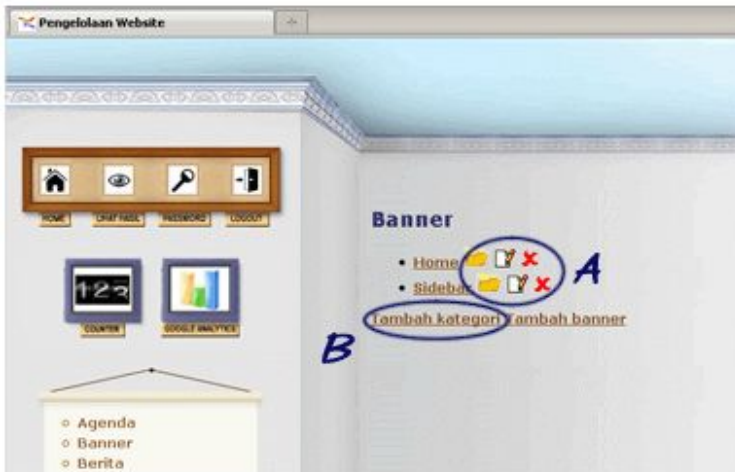 Pengelolaan Website
HOME LIHAT HASIL PASSWORD LOGOUT
Banner
Home
A
Sidebar
Tambah kategori Tambah banner
B
123
COUNTER GOOGLE ANALYTICS
Agenda
Banner
Berita